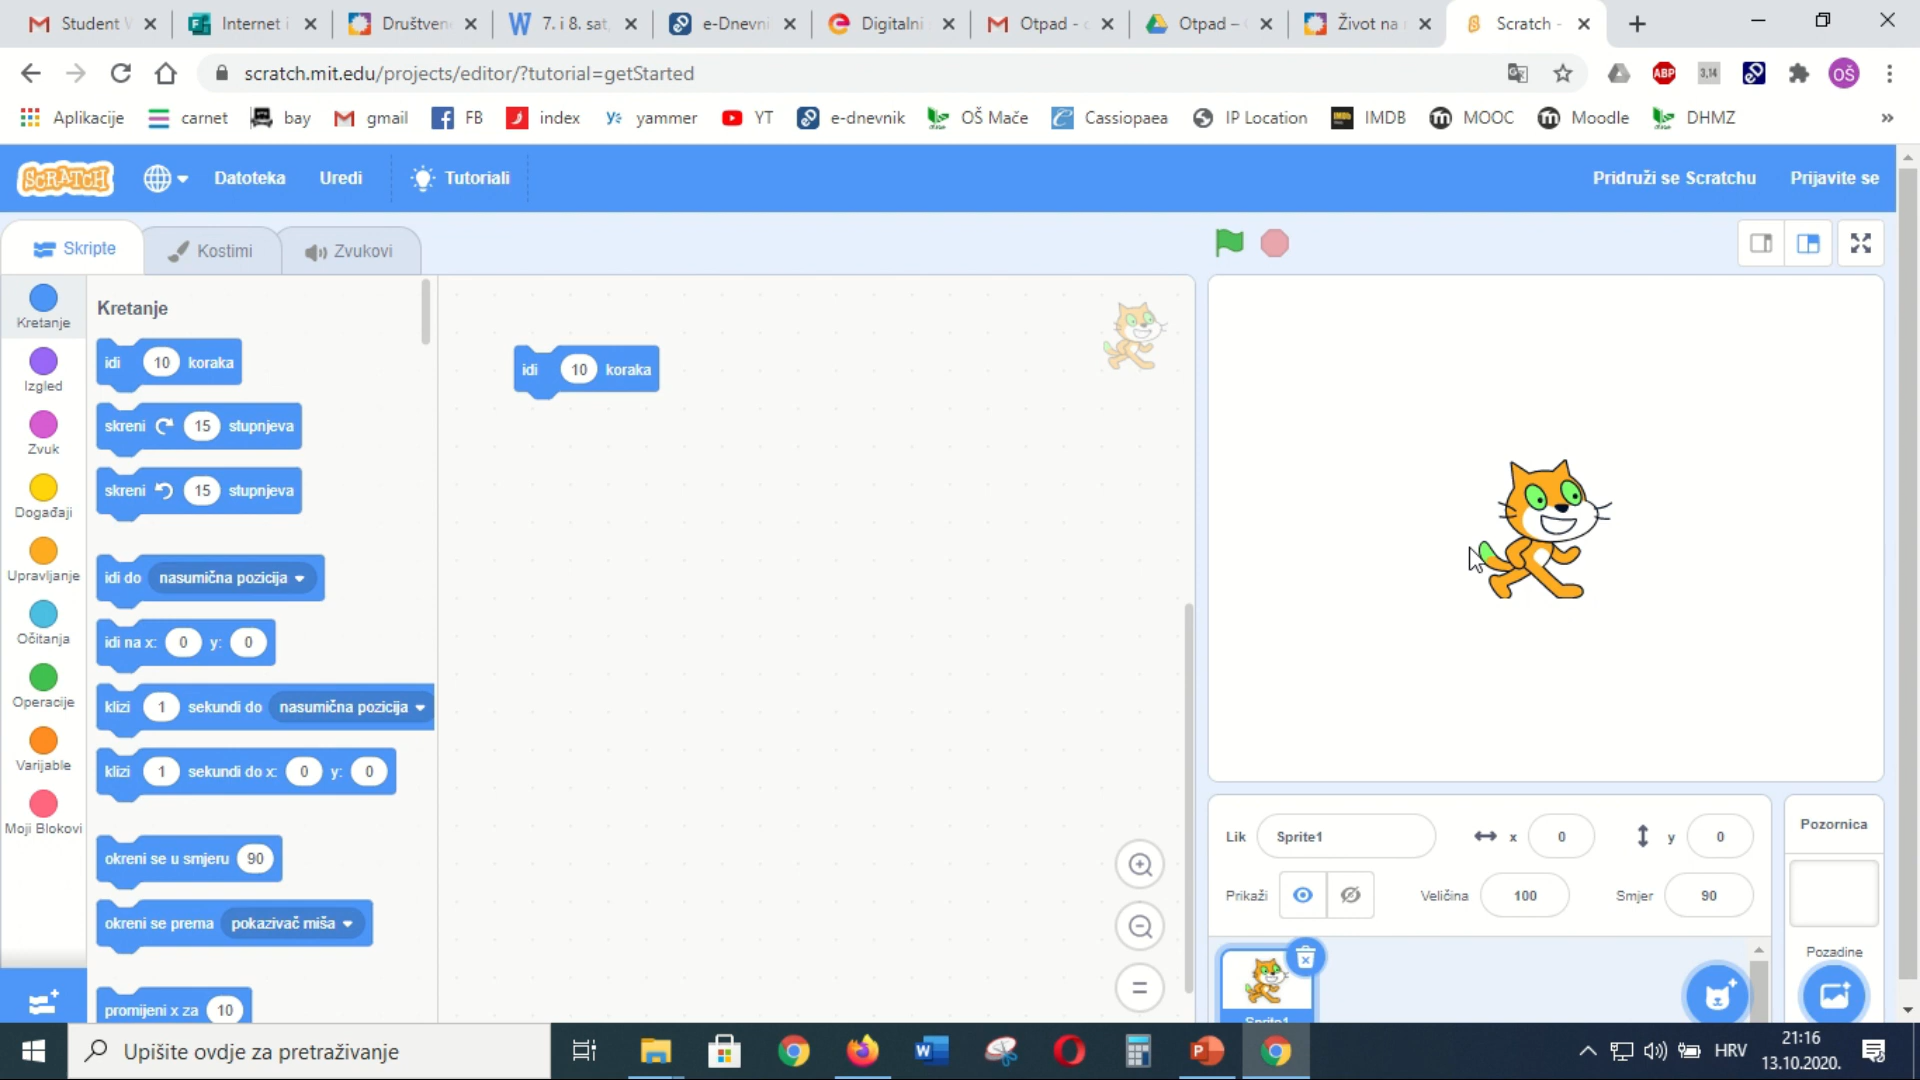 Student V
Internet i
Društven
7. i 8. sat,
e-Dnevni
Digitalni
Otpad - c
Otpad – 
Život na
Scratch -
scratch.mit.edu/projects/editor/?tutorial=getStarted
ABP
3,14
OŠ
Aplikacije
carnet
bay
gmail
FB
index
yammer
YT
e-dnevnik
OŠ Mače
Cassiopaea
IP Location
IMDB
MOOC
Moodle
DHMZ
»
SCRATCH
Datoteka
Uredi
Tutoriali
Pridruži se Scratchu
Prijavite se
Skripte
Kostimi
Zvukovi
Kretanje
Izgled
Zvuk
Događaji
Upravljanje
Očitanja
Operacije
Varijable
Moji Blokovi
Kretanje
idi 10 koraka
skreni 15 stupnjeva
skreni 15 stupnjeva
idi do nasumična pozicija
idi na x: 0 y: 0
klizi 1 sekundi do nasumična pozicija
klizi 1 sekundi do x: 0 y: 0
okreni se u smjeru 90
okreni se prema pokazivač miša
promijeni x za 10
idi 10 koraka
Lik Sprite1 x 0 y 0
Prikaži Veličina 100 Smjer 90
Sprite1
Pozornica
Pozadine
Upišite ovdje za pretraživanje
HRV
21:16
13.10.2020.